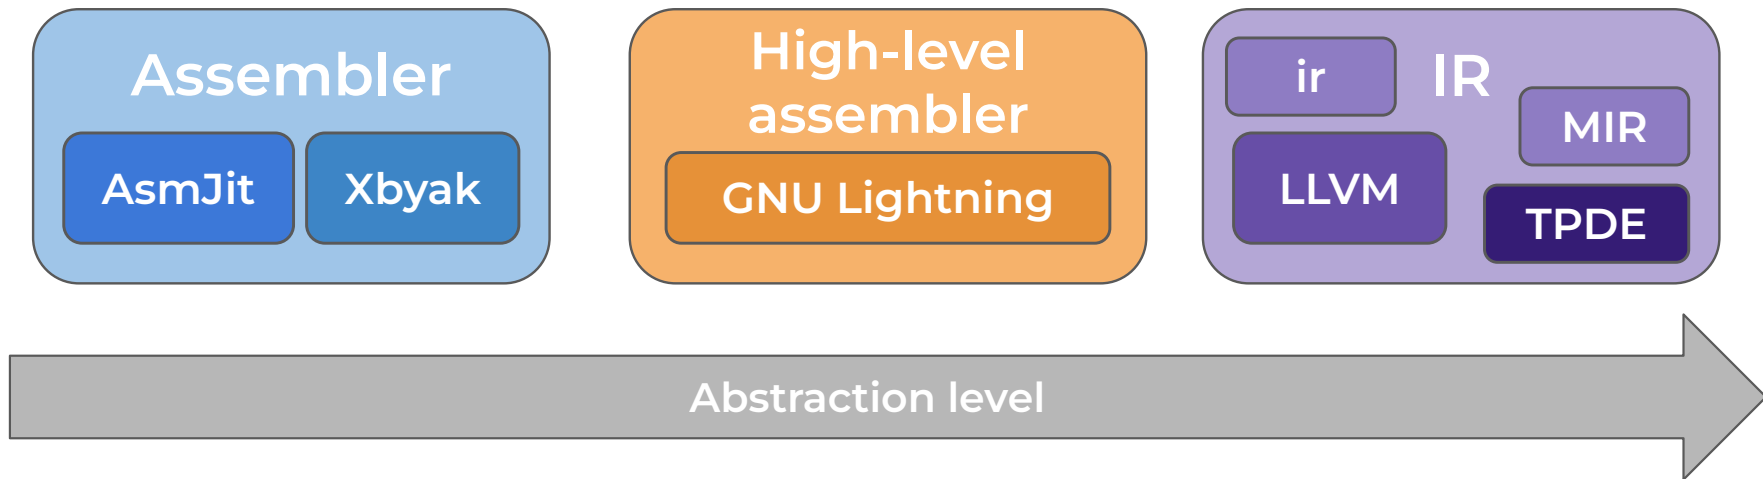 Assembler
AsmJit
Xbyak
High-level
assembler
GNU Lightning
IR
ir
MIR
LLVM
TPDE
Abstraction level